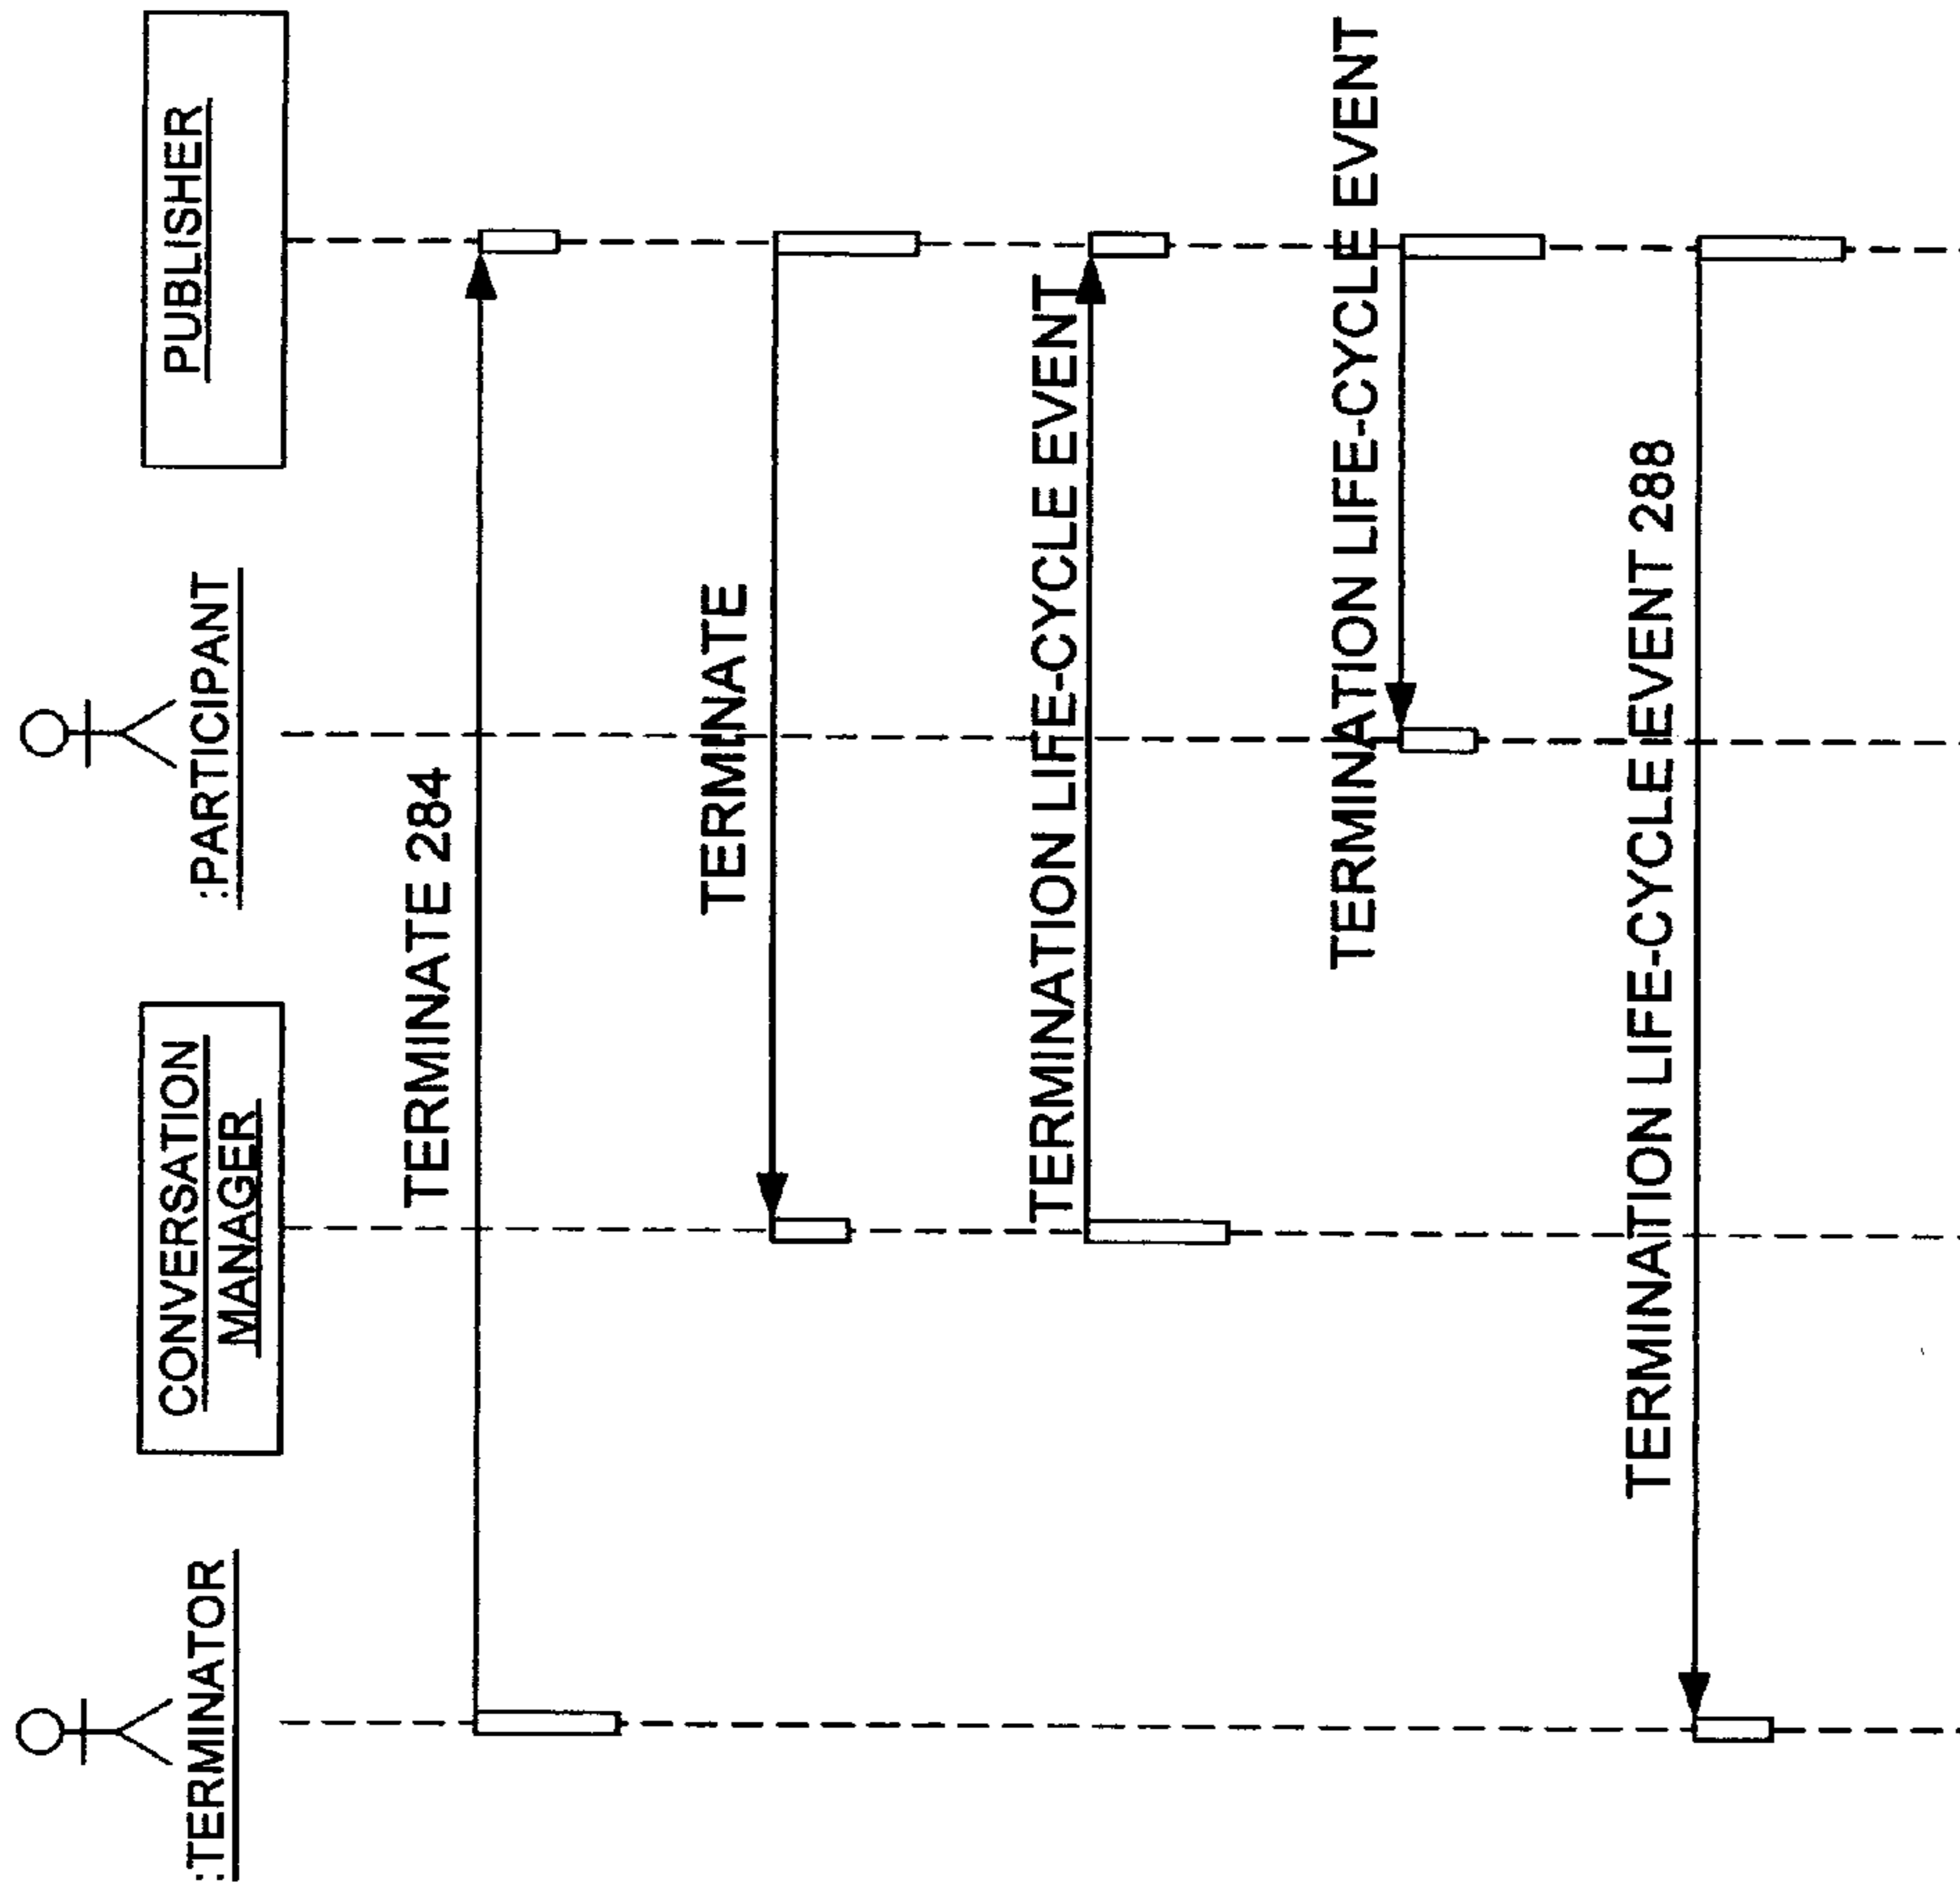 :TERMINATOR
CONVERSATION
MANAGER
:PARTICIPANT
PUBLISHER
TERMINATE 284
TERMINATE
TERMINATION LIFE-CYCLE EVENT
TERMINATION LIFE-CYCLE EVENT
TERMINATION LIFE-CYCLE EVENT 288